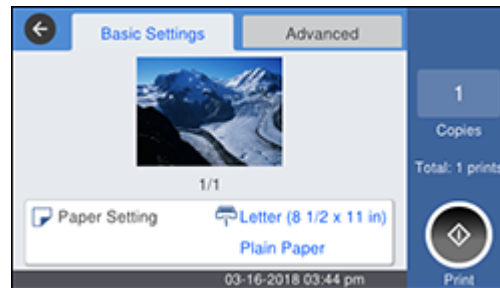 Basic Settings
Advanced
1
Copies
Total: 1 prints
1/1
Paper Setting
Letter (8 1/2 x 11 in)
Plain Paper
03-16-2018 03:44 pm
Print